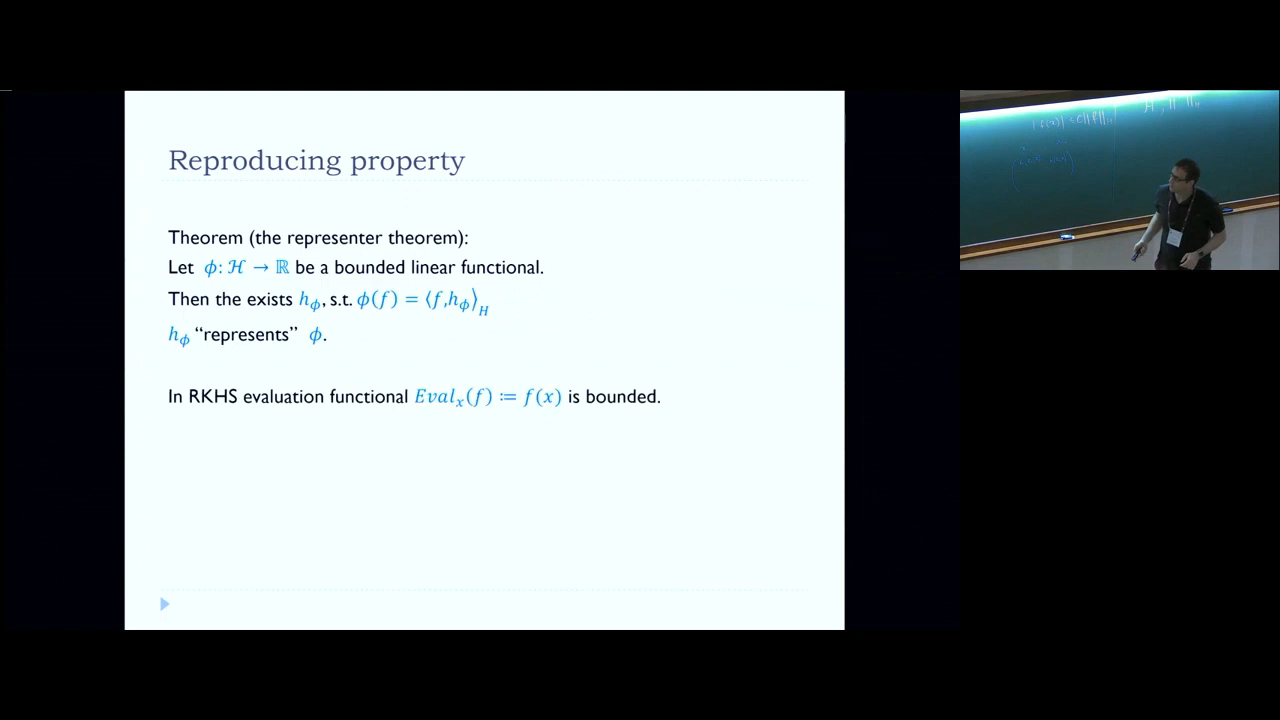 Reproducing property
Theorem (the representer theorem):
Let ϕ: ℋ → ℝ be a bounded linear functional.
Then the exists h_ϕ, s.t. ϕ(f) = ⟨f,h_ϕ⟩_H
h_ϕ “represents” ϕ.
In RKHS evaluation functional Eval_x(f) ≔ f(x) is bounded.